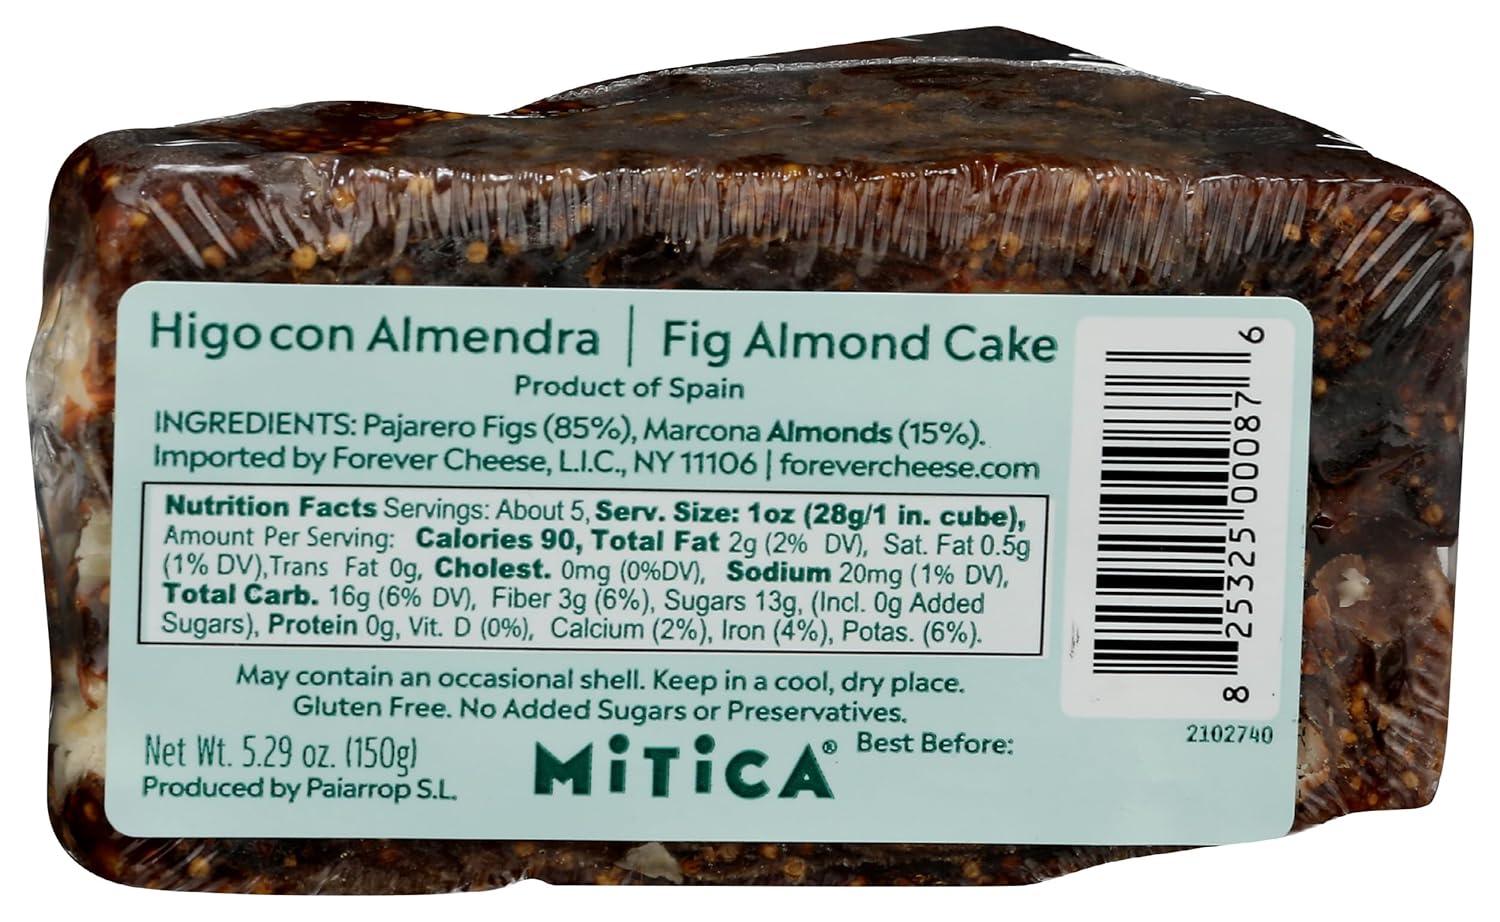 Higo con Almendra | Fig Almond Cake
Product of Spain
INGREDIENTS: Pajarero Figs (85%), Marcona Almonds (15%).
Imported by Forever Cheese, L.I.C., NY 11106 | forevercheese.com
Nutrition Facts Servings: About 5, Serv. Size: 1oz (28g/1 in. cube),
Amount Per Serving: Calories 90, Total Fat 2g (2% DV), Sat. Fat 0.5g
(1% DV),Trans Fat 0g, Cholest. 0mg (0%DV), Sodium 20mg (1% DV),
Total Carb. 16g (6% DV), Fiber 3g (6%), Sugars 13g, (Incl. 0g Added
Sugars), Protein 0g, Vit. D (0%), Calcium (2%), Iron (4%), Potas. (6%).
May contain an occasional shell. Keep in a cool, dry place.
Gluten Free. No Added Sugars or Preservatives.
Net Wt. 5.29 oz. (150g)
Produced by Paiarrop S.L.
MiTiCA®
Best Before:
8 25325 00087 6
2102740